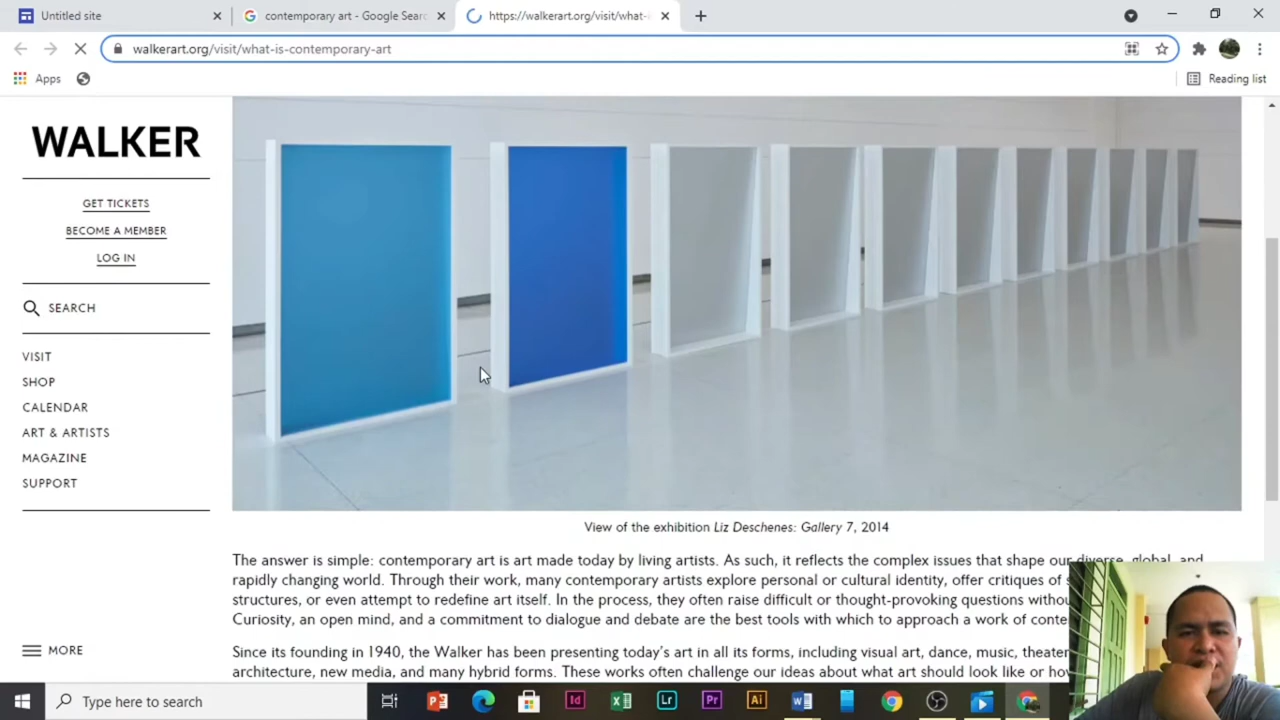 Untitled site
contemporary art - Google Searc
https://walkerart.org/visit/what-
walkerart.org/visit/what-is-contemporary-art
Apps
Reading list
WALKER
GET TICKETS
BECOME A MEMBER
LOG IN
SEARCH
VISIT
SHOP
CALENDAR
ART & ARTISTS
MAGAZINE
SUPPORT
MORE
View of the exhibition Liz Deschenes: Gallery 7, 2014
The answer is simple: contemporary art is art made today by living artists. As such, it reflects the complex issues that shape our diverse, global, and
rapidly changing world. Through their work, many contemporary artists explore personal or cultural identity, offer critiques of
structures, or even attempt to redefine art itself. In the process, they often raise difficult or thought-provoking questions
Curiosity, an open mind, and a commitment to dialogue and debate are the best tools with which to approach a work of
Since its founding in 1940, the Walker has been presenting today's art in all its forms, including visual art, dance, music,
architecture, new media, and many hybrid forms. These works often challenge our ideas about what art should look like or
Type here to search
P
Id
X
Lr
Pr
Ai
W